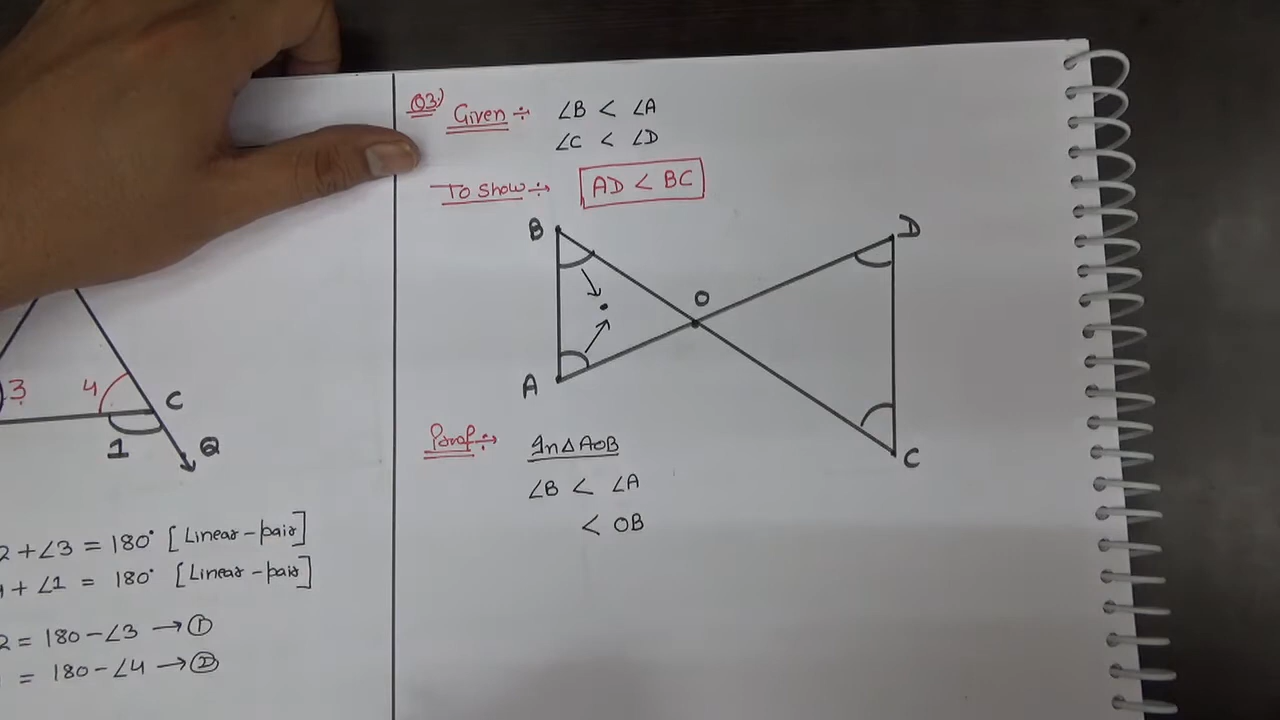 3
4
C
1
Q
2 + ∠3 = 180° [Linear-pair]
+ ∠1 = 180° [Linear-pair]
2 = 180 - ∠3 → ①
= 180 - ∠4 → ②
Q3.)
Given ÷ ∠B < ∠A
∠C < ∠D
To Show ÷ AD < BC
B
D
O
A
C
Proof ÷ In △AOB
∠B < ∠A
< OB